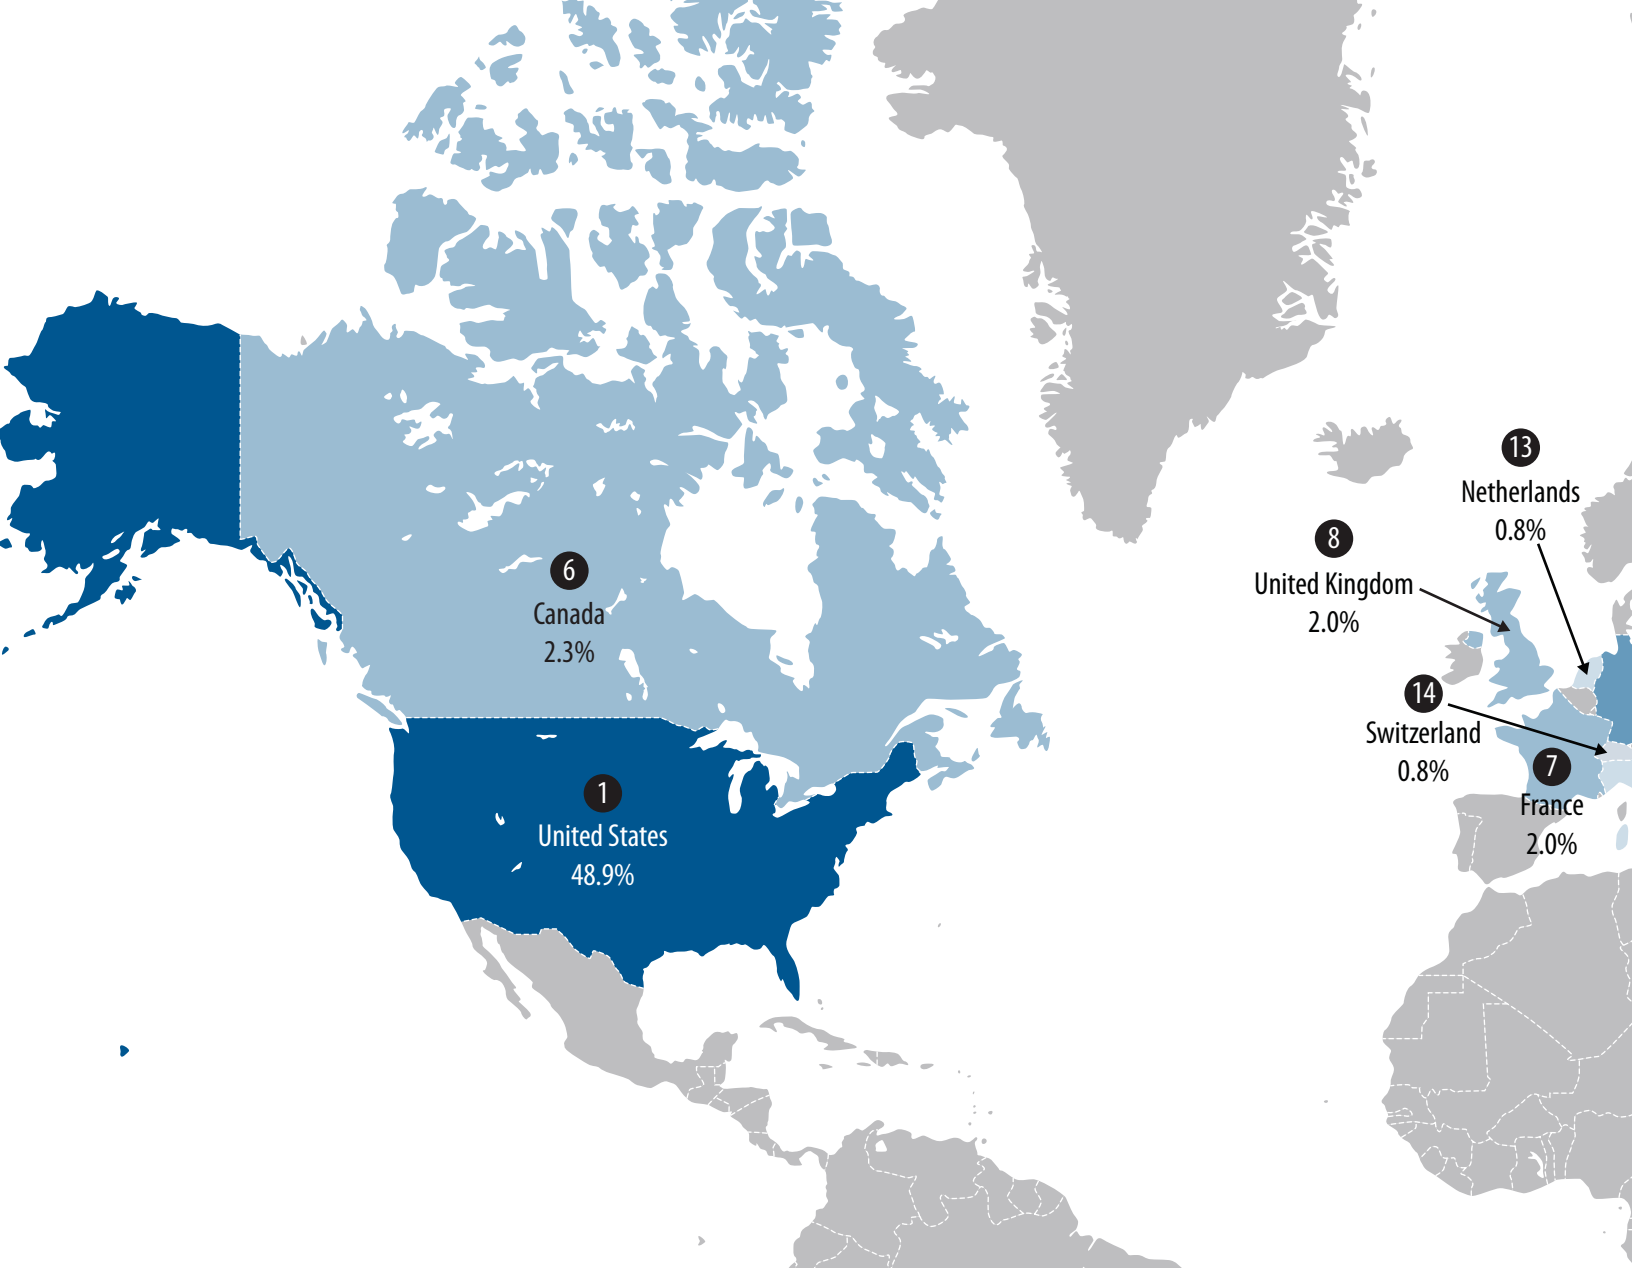 13
Netherlands
0.8%
8
United Kingdom
2.0%
6
Canada
2.3%
14
Switzerland
0.8%
7
France
2.0%
1
United States
48.9%